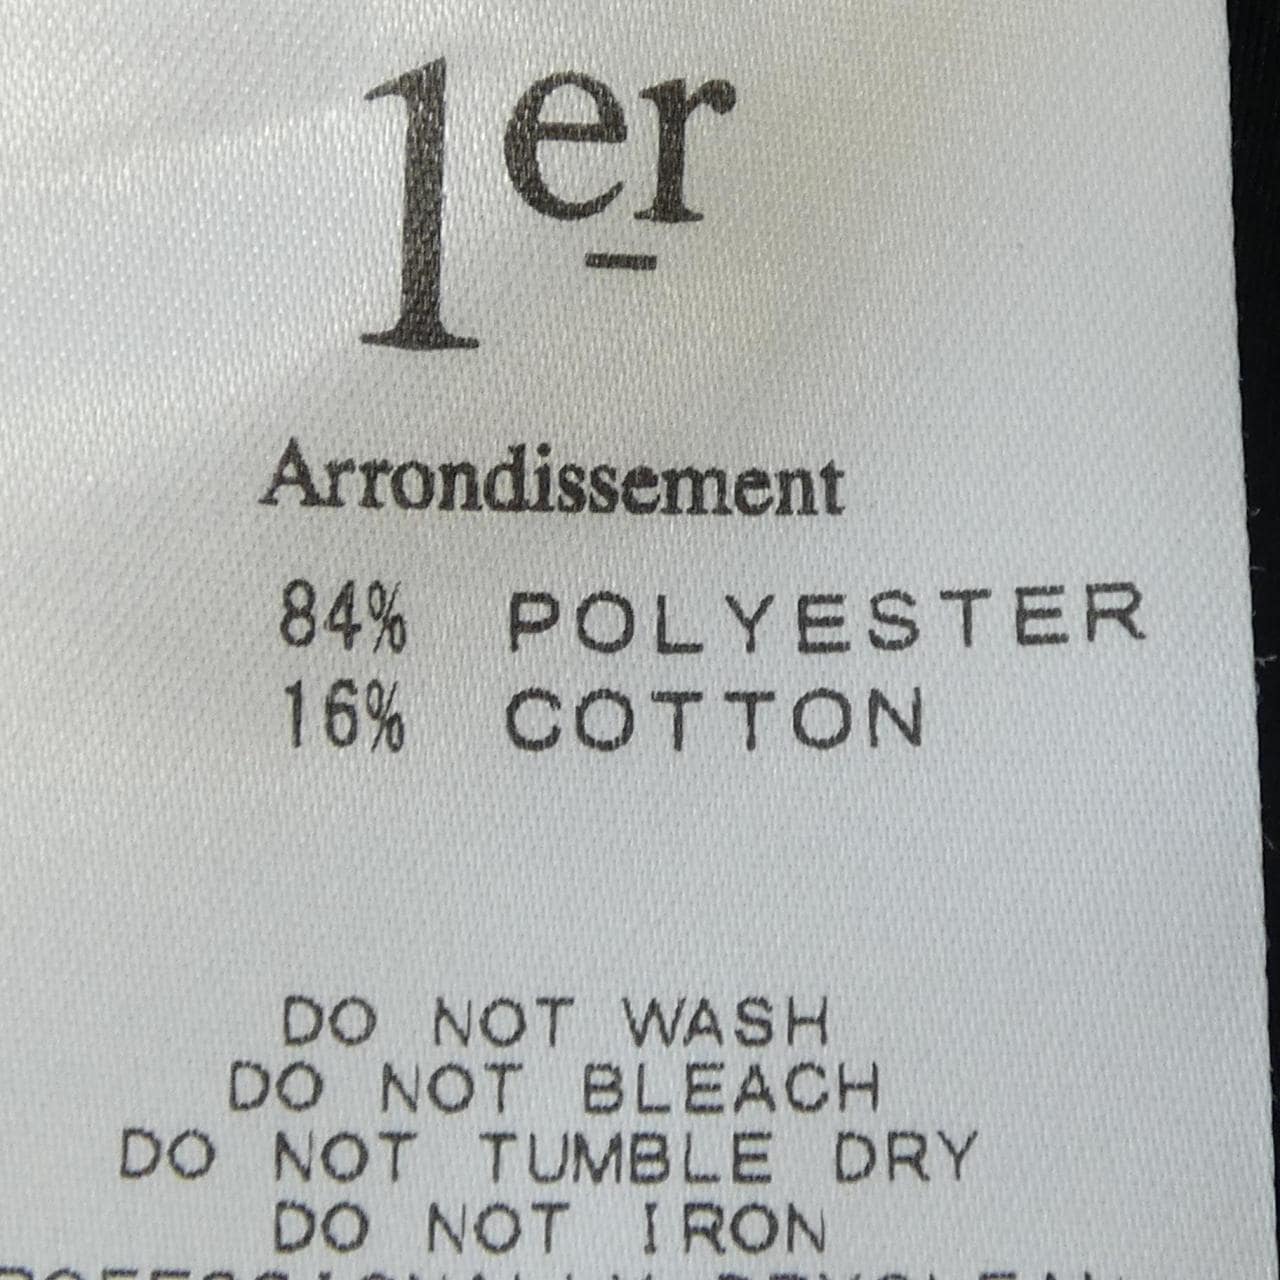 1er
Arrondissement
84% POLYESTER
16% COTTON
DO NOT WASH
DO NOT BLEACH
DO NOT TUMBLE DRY
DO NOT IRON